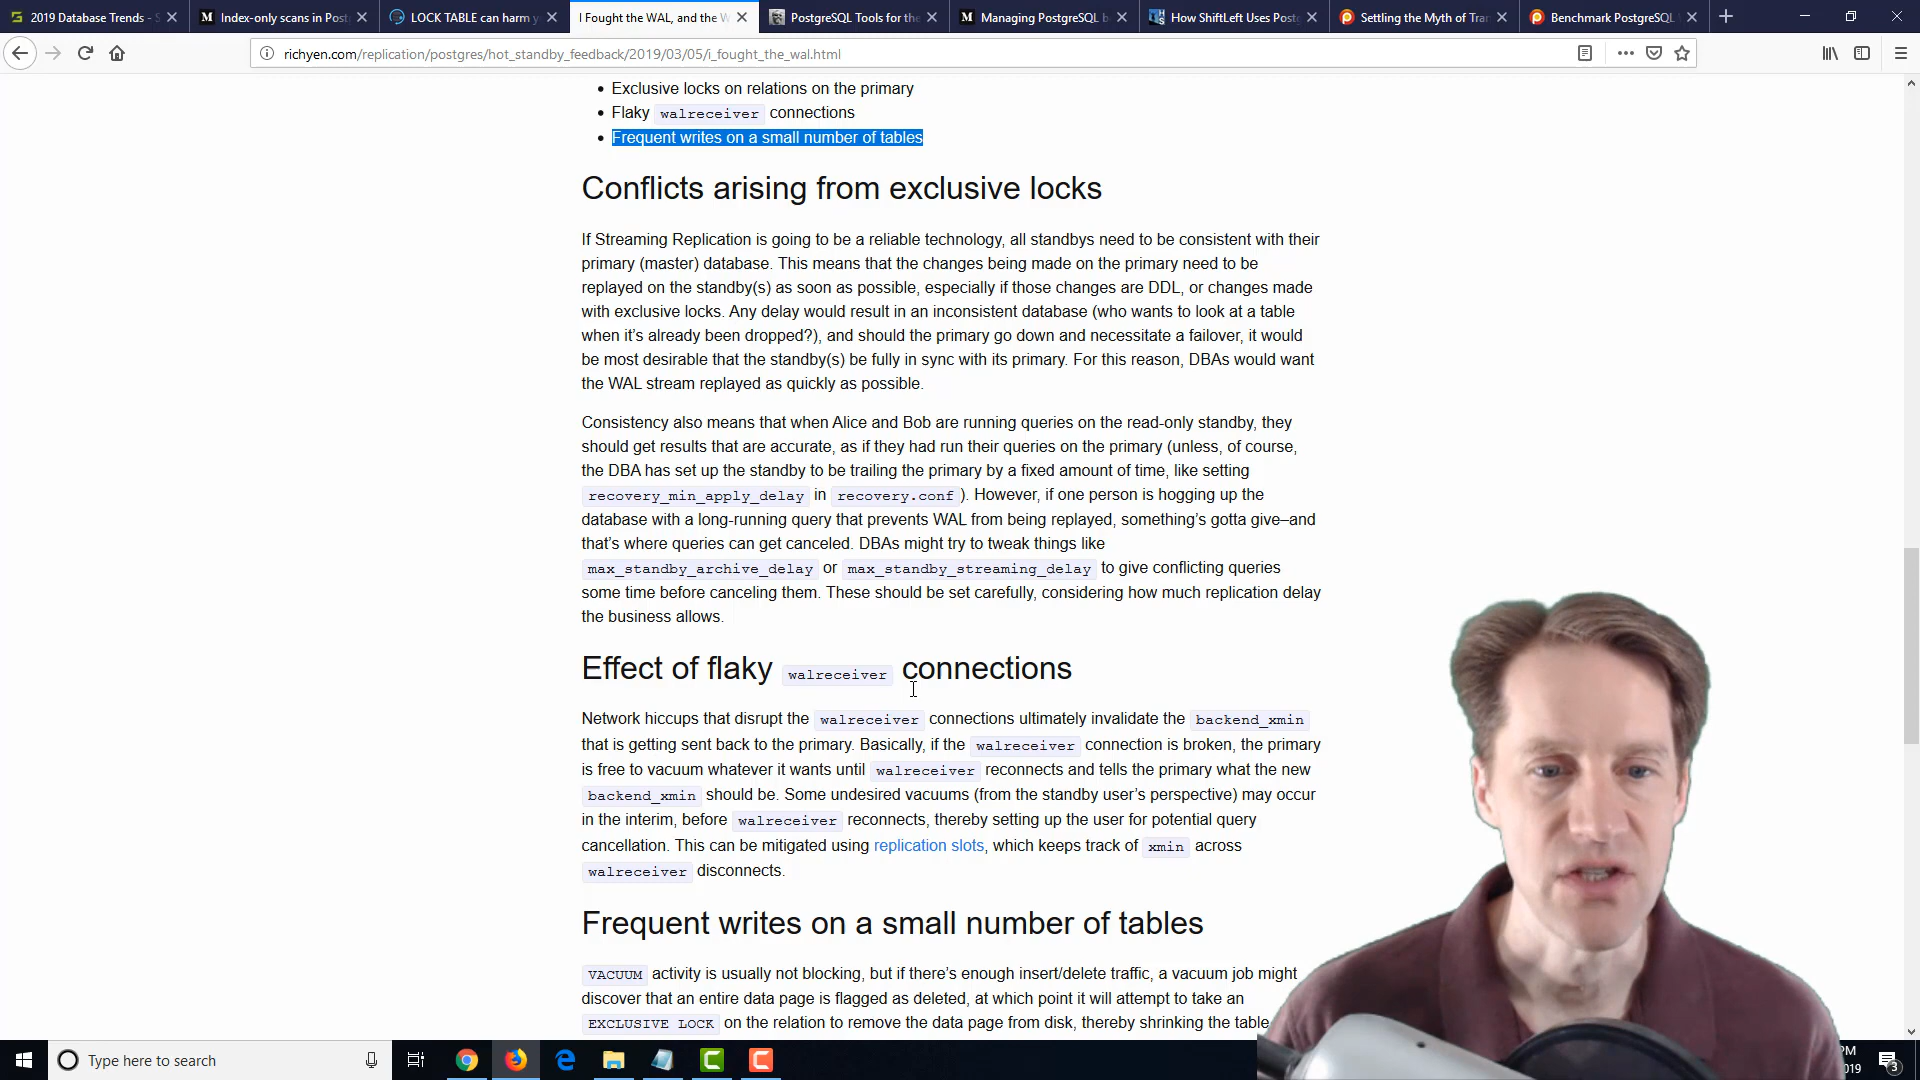 2019 Database Trends - S
Index-only scans in Post
LOCK TABLE can harm y
I Fought the WAL, and the W
PostgreSQL Tools for the
Managing PostgreSQL b
How ShiftLeft Uses Post
Settling the Myth of Tran
Benchmark PostgreSQL
richyen.com/replication/postgres/hot_standby_feedback/2019/03/05/i_fought_the_wal.html
Exclusive locks on relations on the primary
Flaky walreceiver connections
Frequent writes on a small number of tables
Conflicts arising from exclusive locks
If Streaming Replication is going to be a reliable technology, all standbys need to be consistent with their
primary (master) database. This means that the changes being made on the primary need to be
replayed on the standby(s) as soon as possible, especially if those changes are DDL, or changes made
with exclusive locks. Any delay would result in an inconsistent database (who wants to look at a table
when it's already been dropped?), and should the primary go down and necessitate a failover, it would
be most desirable that the standby(s) be fully in sync with its primary. For this reason, DBAs would want
the WAL stream replayed as quickly as possible.
Consistency also means that when Alice and Bob are running queries on the read-only standby, they
should get results that are accurate, as if they had run their queries on the primary (unless, of course,
the DBA has set up the standby to be trailing the primary by a fixed amount of time, like setting
recovery_min_apply_delay in recovery.conf ). However, if one person is hogging up the
database with a long-running query that prevents WAL from being replayed, something's gotta give–and
that's where queries can get canceled. DBAs might try to tweak things like
max_standby_archive_delay or max_standby_streaming_delay to give conflicting queries
some time before canceling them. These should be set carefully, considering how much replication delay
the business allows.
Effect of flaky walreceiver connections
Network hiccups that disrupt the walreceiver connections ultimately invalidate the backend_xmin
that is getting sent back to the primary. Basically, if the walreceiver connection is broken, the primary
is free to vacuum whatever it wants until walreceiver reconnects and tells the primary what the new
backend_xmin should be. Some undesired vacuums (from the standby user's perspective) may occur
in the interim, before walreceiver reconnects, thereby setting up the user for potential query
cancellation. This can be mitigated using replication slots, which keeps track of xmin across
walreceiver disconnects.
Frequent writes on a small number of tables
VACUUM activity is usually not blocking, but if there's enough insert/delete traffic, a vacuum job might
discover that an entire data page is flagged as deleted, at which point it will attempt to take an
EXCLUSIVE LOCK on the relation to remove the data page from disk, thereby shrinking the table
Type here to search
PM
019
3